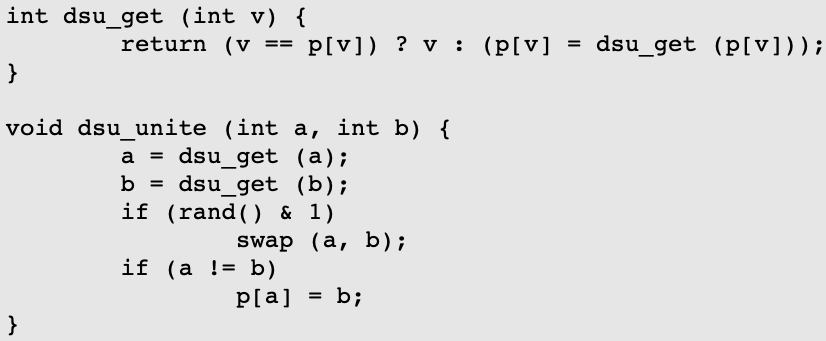 int dsu_get (int v) {
        return (v == p[v]) ? v : (p[v] = dsu_get (p[v]));
}

void dsu_unite (int a, int b) {
        a = dsu_get (a);
        b = dsu_get (b);
        if (rand() & 1)
                swap (a, b);
        if (a != b)
                p[a] = b;
}